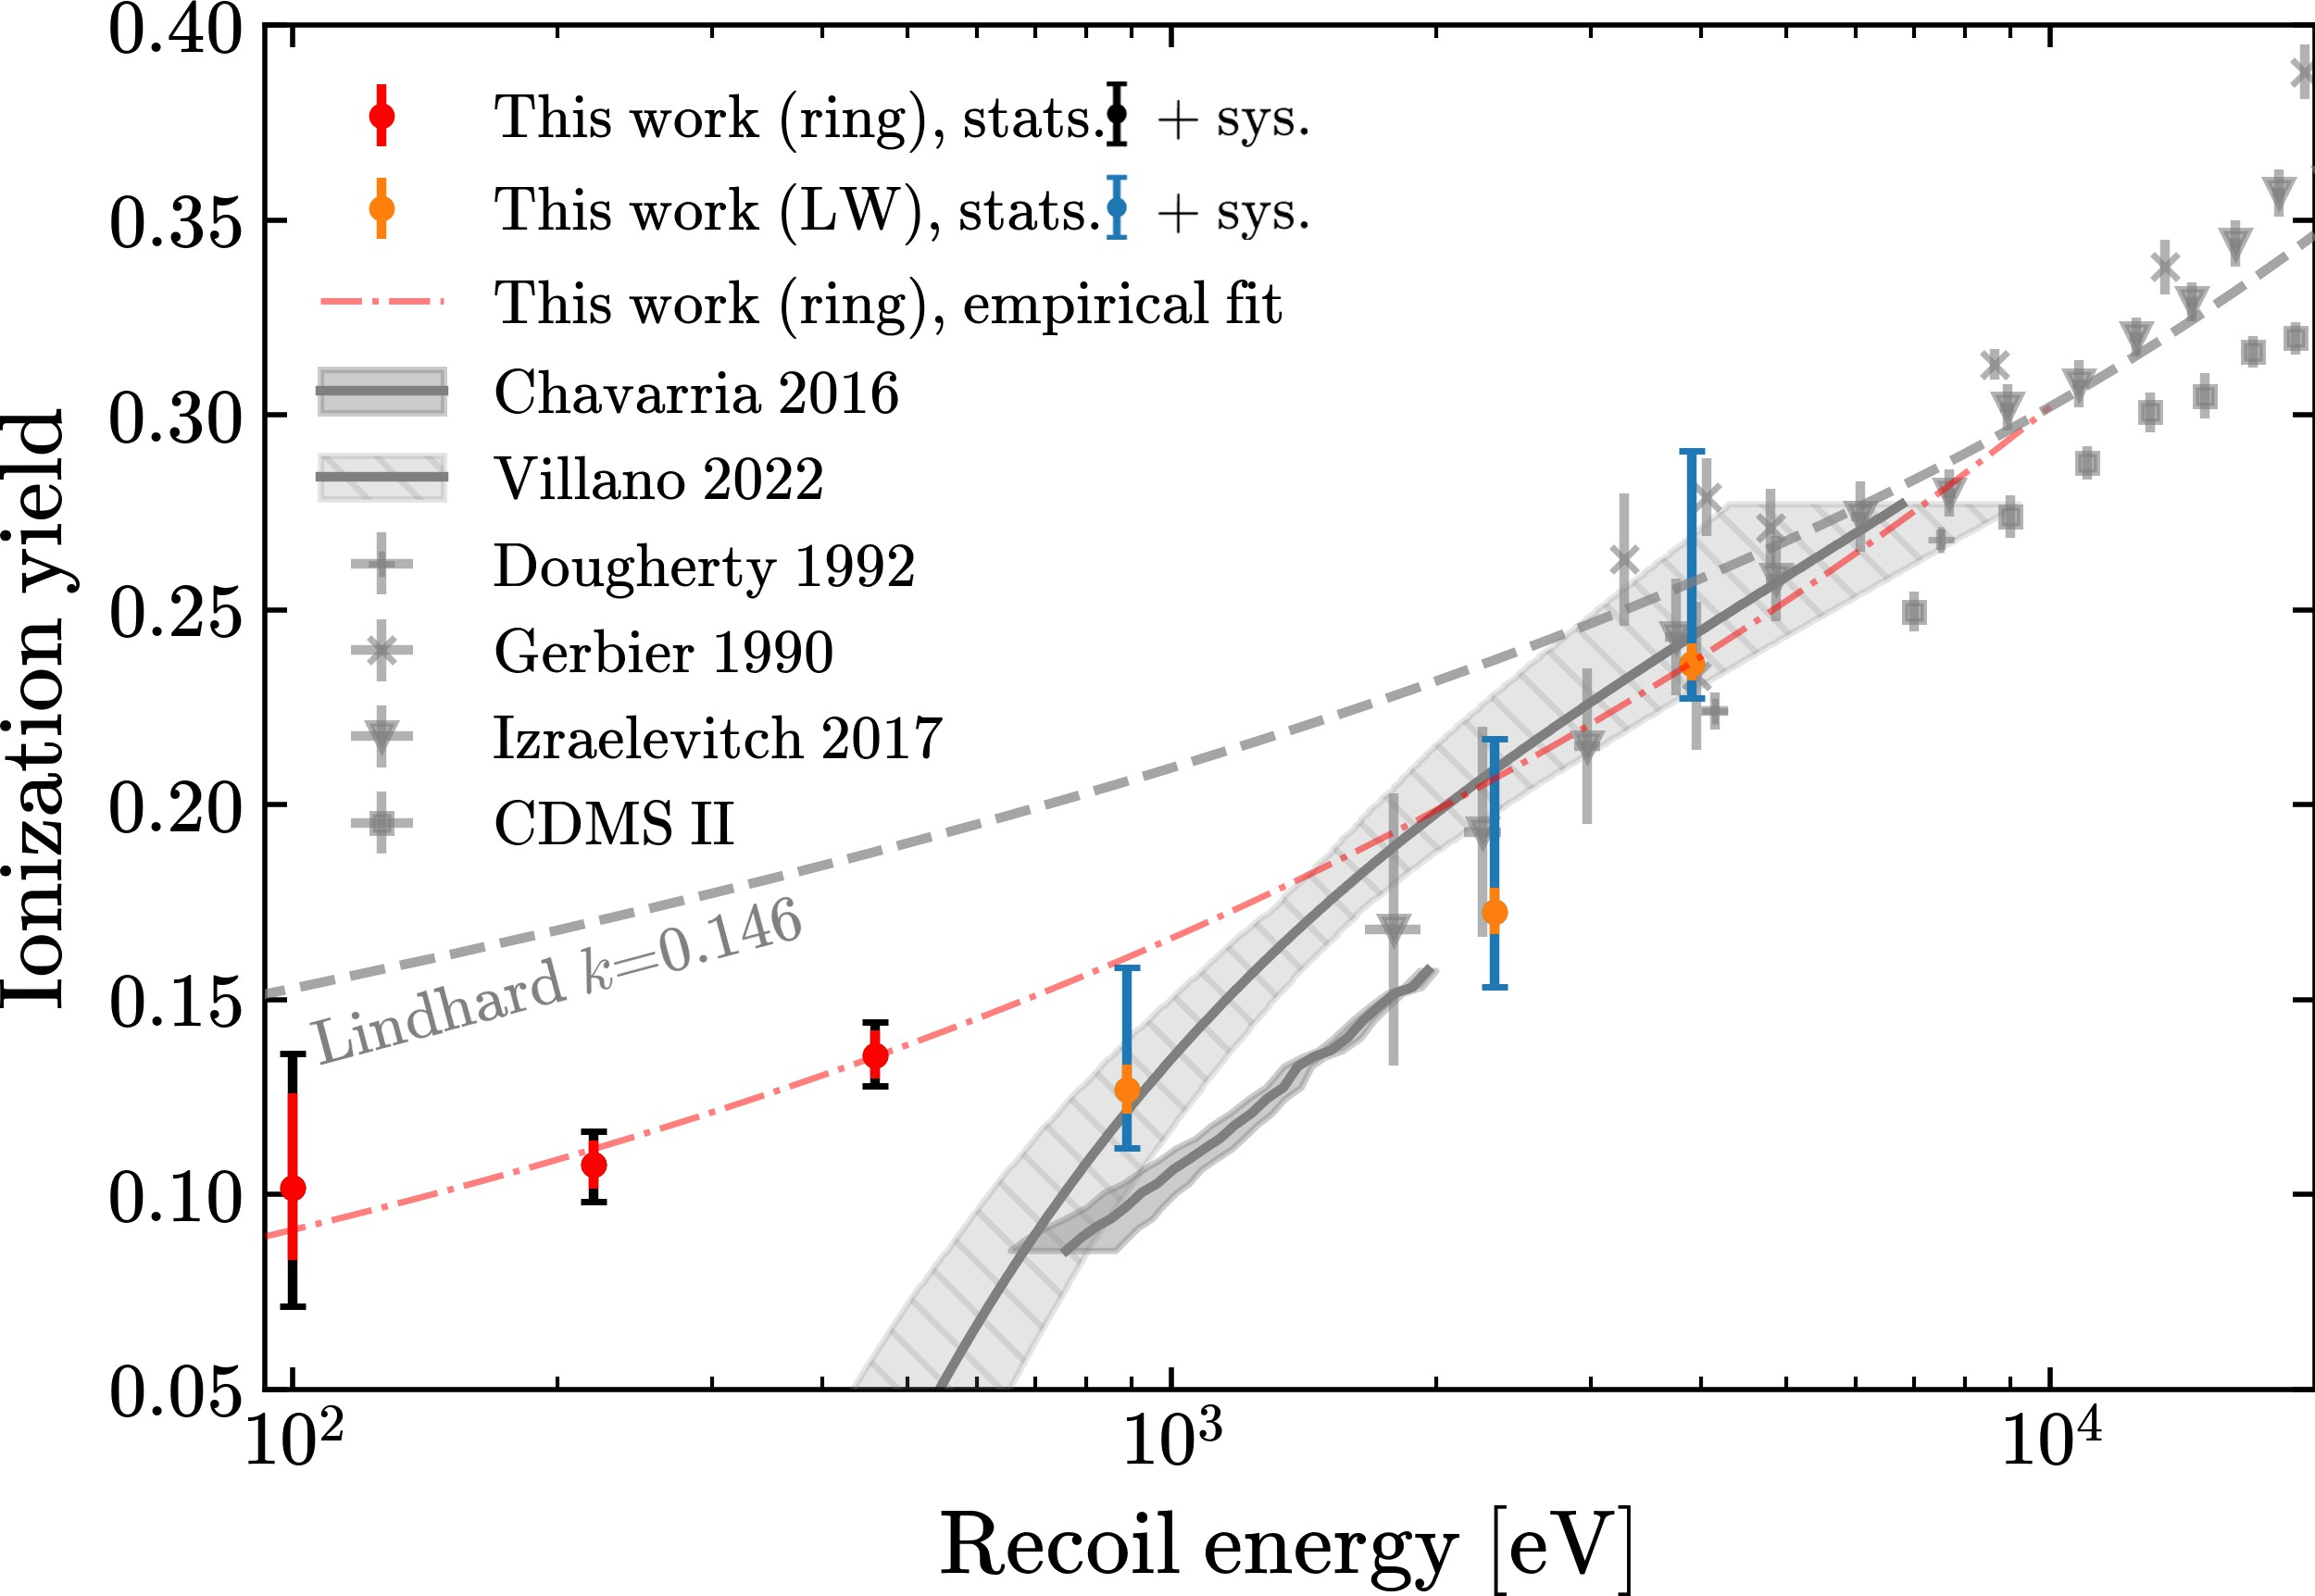 0.40
0.35
0.30
0.25
0.20
0.15
0.10
0.05
Ionization yield
This work (ring), stats. + sys.
This work (LW), stats. + sys.
This work (ring), empirical fit
Chavarria 2016
Villano 2022
Dougherty 1992
Gerbier 1990
Izraelevitch 2017
CDMS II
Lindhard k=0.146
10² 10³ 10⁴
Recoil energy [eV]